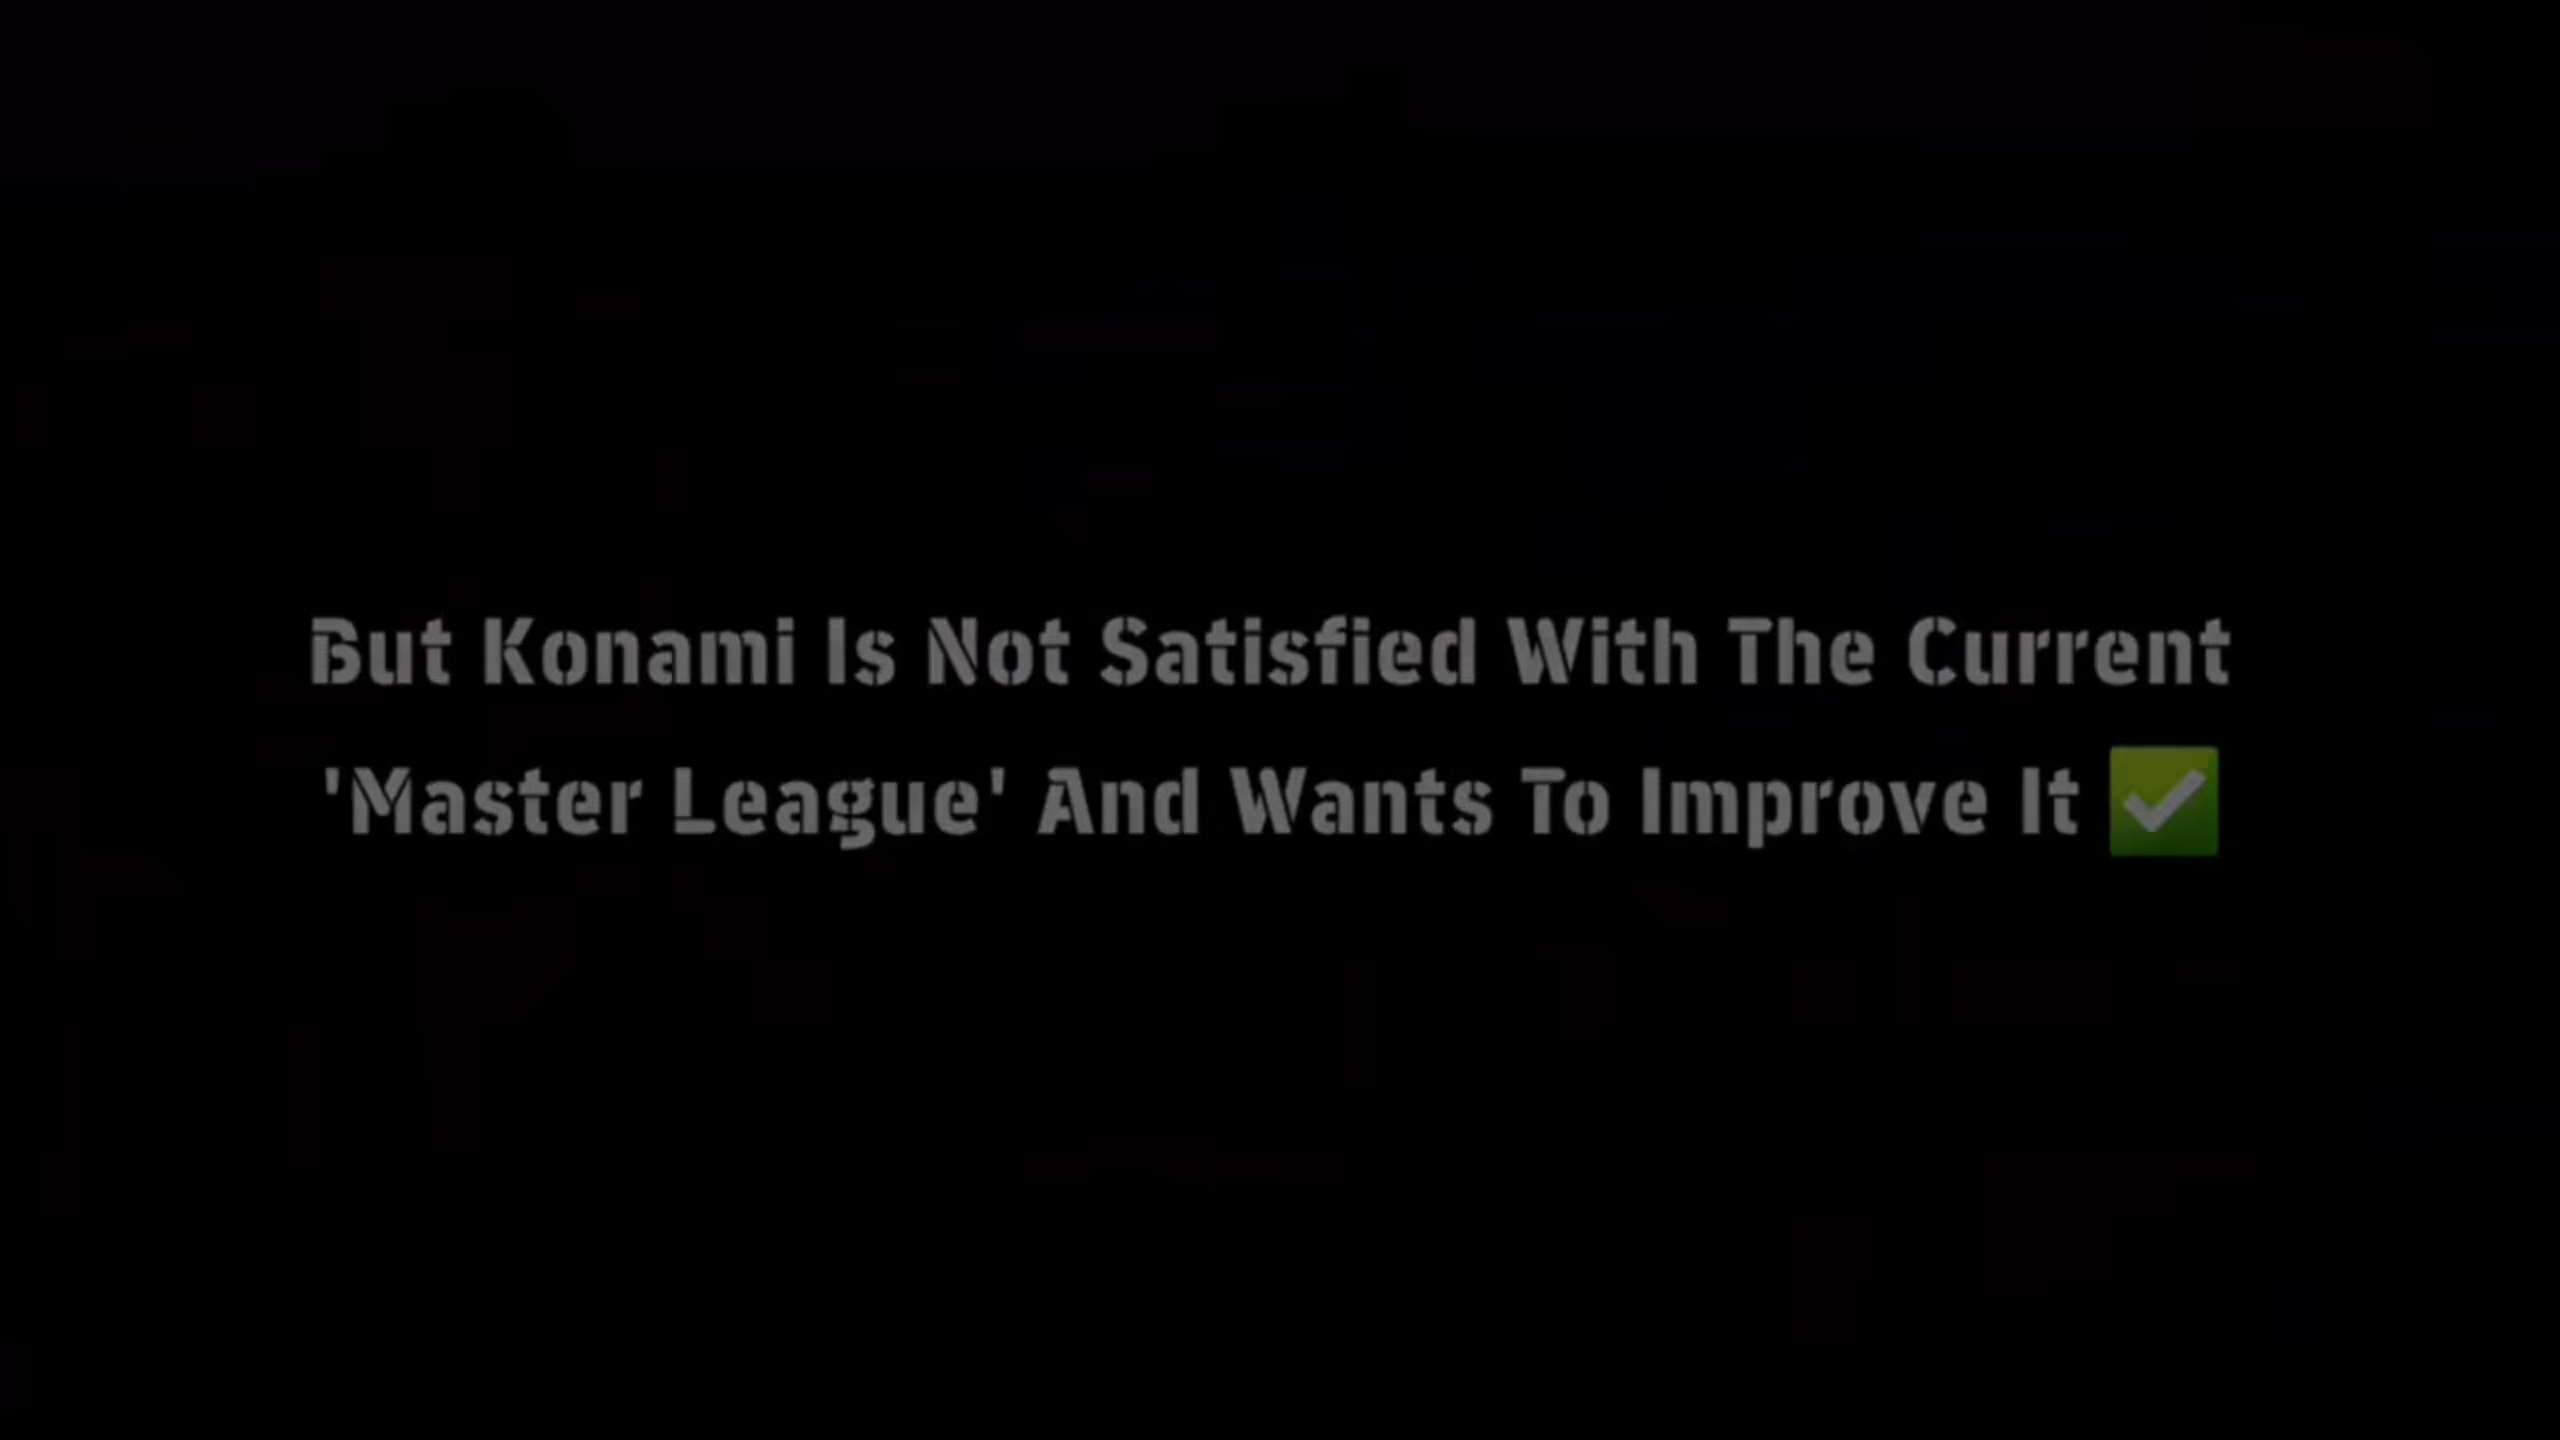 But Konami Is Not Satisfied With The Current
'Master League' And Wants To Improve It ✅